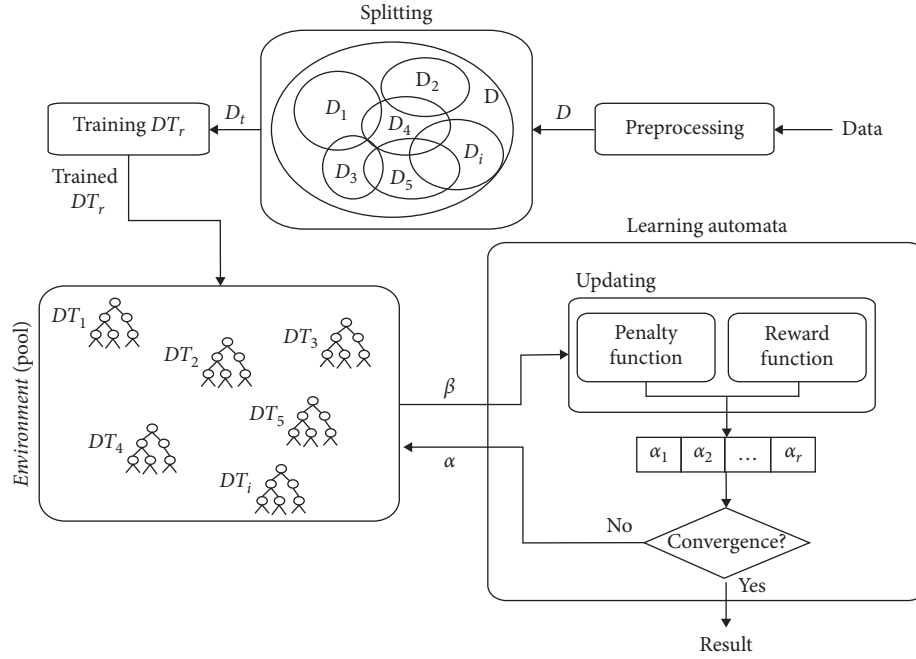 Splitting
D₁
D₂
D
D₄
D₃
D₅
Dᵢ
Training DTᵣ
Dₜ
D
Preprocessing
Data
Trained
DTᵣ
Learning automata
Updating
Penalty
function
Reward
function
Environment (pool)
DT₁
DT₂
DT₃
DT₄
DT₅
DTᵢ
β
α
α₁ α₂ … αᵣ
No
Convergence?
Yes
Result